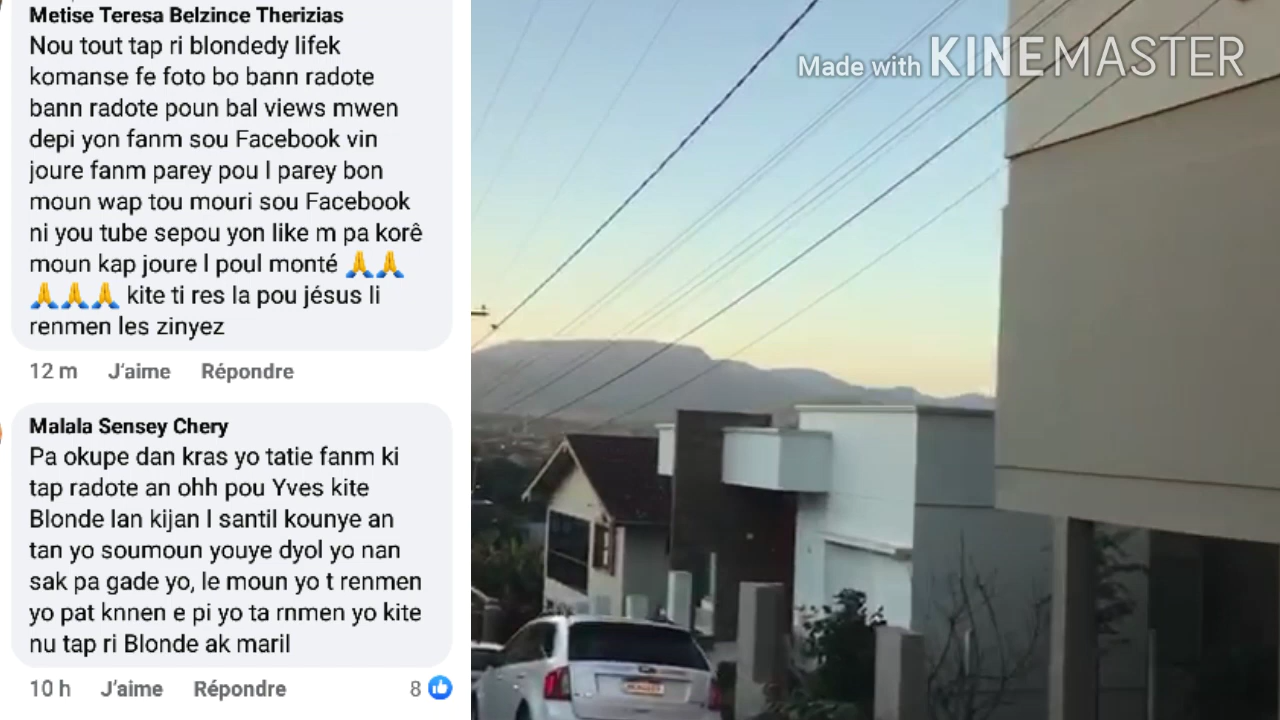 Metise Teresa Belzince Therizias
Nou tout tap ri blondedy lifek
komanse fe foto bo bann radote
bann radote poun bal views mwen
depi yon fanm sou Facebook vin
joure fanm parey pou l parey bon
moun wap tou mouri sou Facebook
ni you tube sepou yon like m pa korê
moun kap joure l poul monté 🙏🙏
🙏🙏🙏 kite ti res la pou jésus li
renmen les zinyez
12 m J'aime Répondre
Malala Sensey Chery
Pa okupe dan kras yo tatie fanm ki
tap radote an ohh pou Yves kite
Blonde lan kijan l santil kounye an
tan yo soumoun youye dyol yo nan
sak pa gade yo, le moun yo t renmen
yo pat knnen e pi yo ta rnmen yo kite
nu tap ri Blonde ak maril
10 h J'aime Répondre 8
Made with KINEMASTER